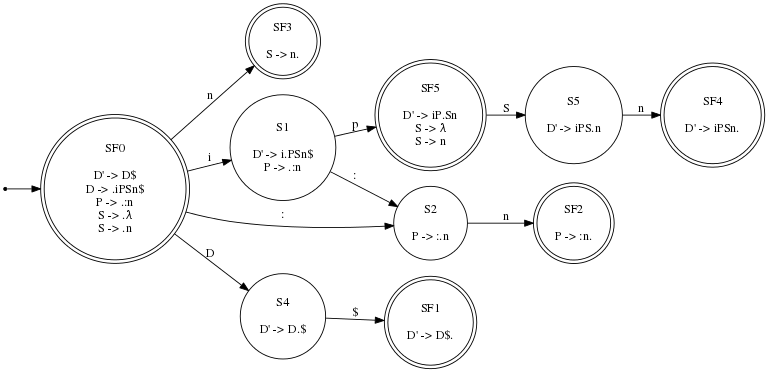 SF3
S -> n.
n
SF0
D' -> D$
D -> .iPSn$
P -> .:n
S -> .λ
S -> .n
i
S1
D' -> i.PSn$
P -> .:n
p
SF5
D' -> iP.Sn
S -> λ
S -> n
S
S5
D' -> iPS.n
n
SF4
D' -> iPSn.
:
:
S2
P -> :.n
n
SF2
P -> :n.
D
S4
D' -> D.$
$
SF1
D' -> D$.